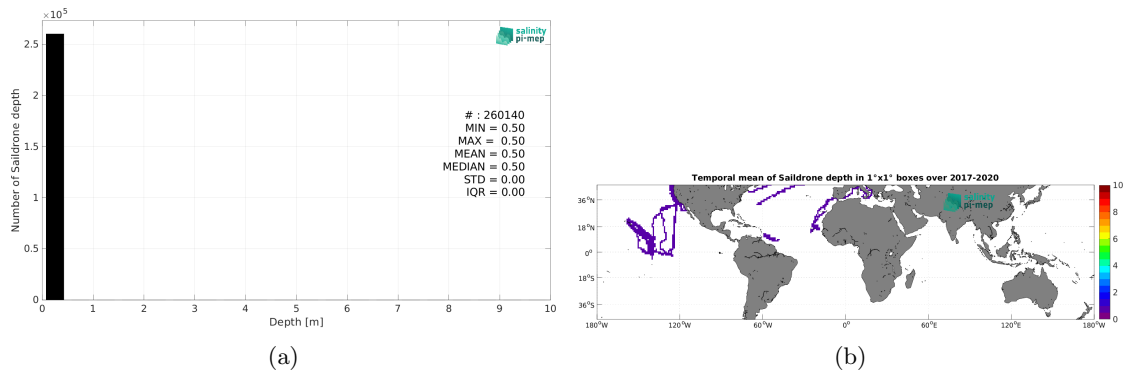 ×10⁵
2.5
2
1.5
1
0.5
0
0 1 2 3 4 5 6 7 8 9 10
Number of Saildrone depth
Depth [m]
salinity
pi-mep
# : 260140
MIN = 0.50
MAX = 0.50
MEAN = 0.50
MEDIAN = 0.50
STD = 0.00
IQR = 0.00
(a)
Temporal mean of Saildrone depth in 1°x1° boxes over 2017-2020
salinity
pi-mep
36°N
18°N
0°
18°S
36°S
180°W 120°W 60°W 0° 60°E 120°E 180°W
10
8
6
4
2
0
(b)